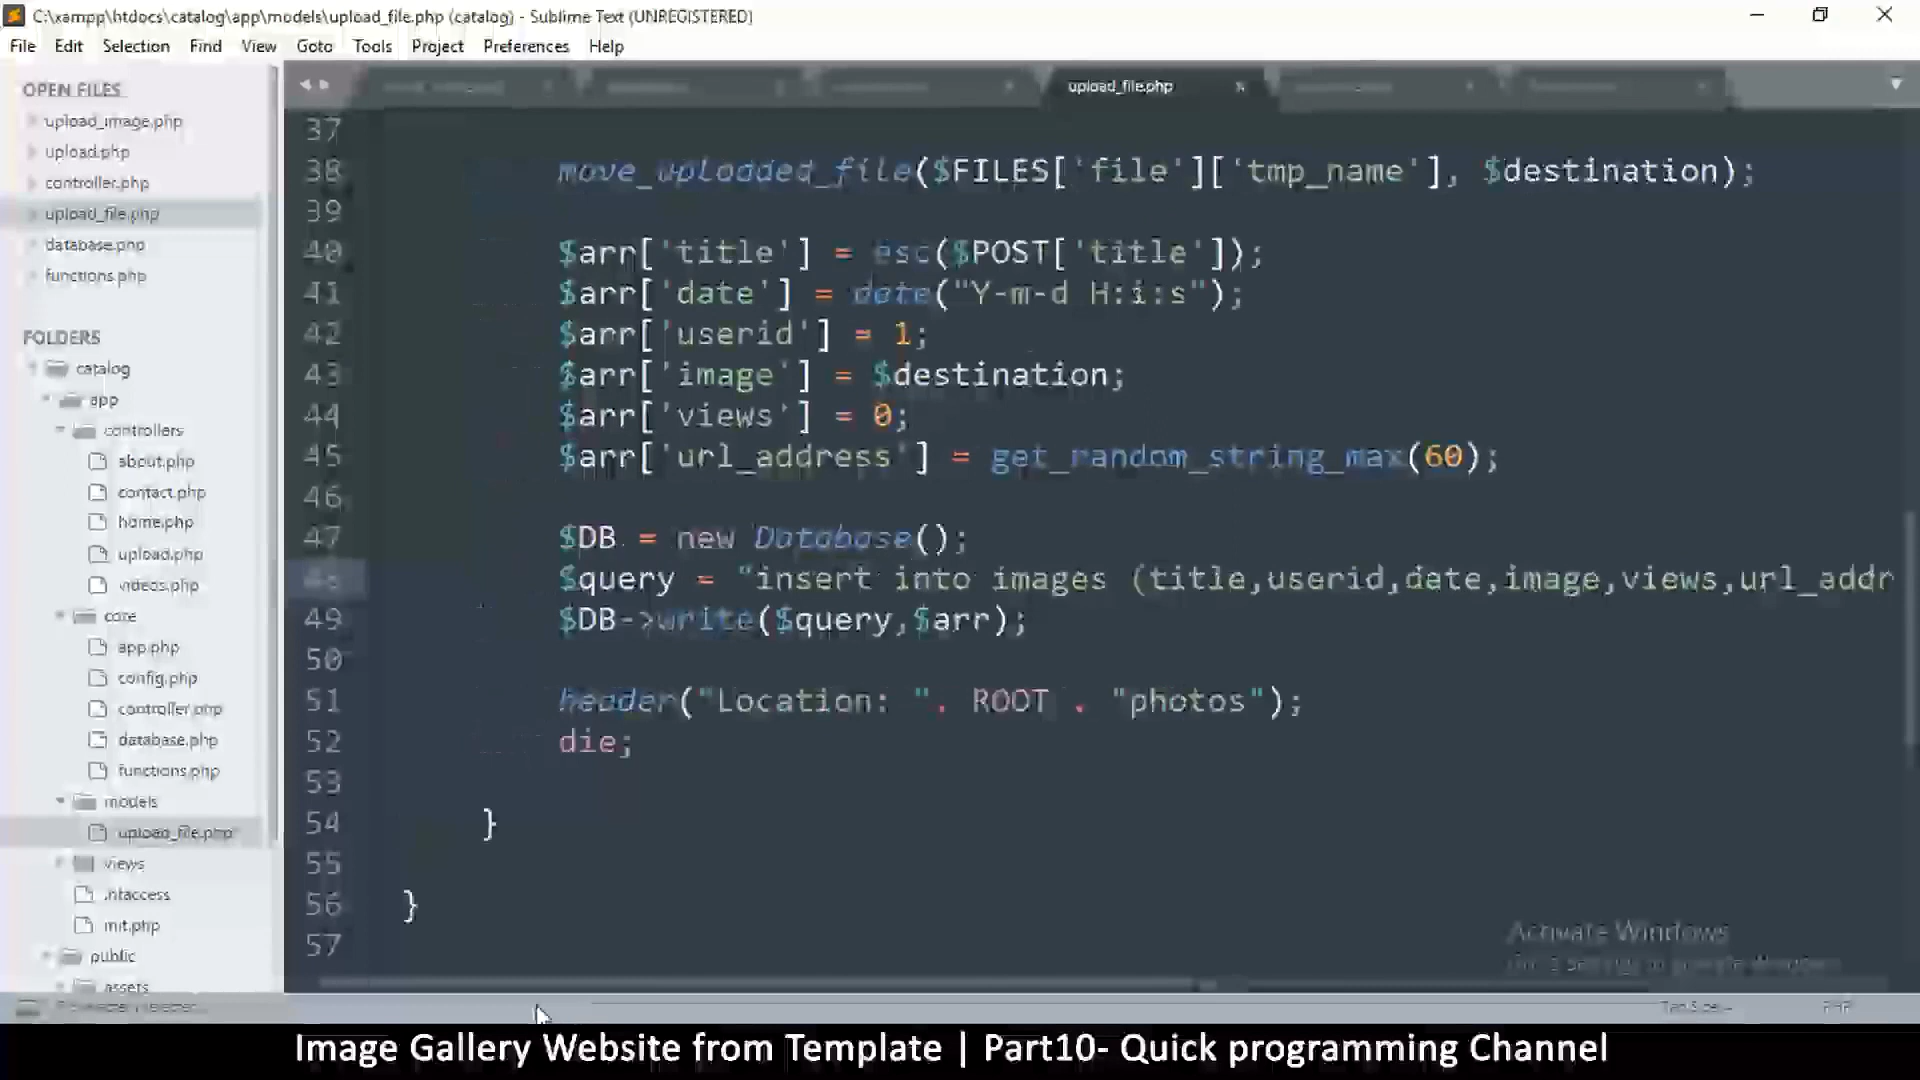 C:\xampp\htdocs\catalog\app\models\upload_file.php (catalog) - Sublime Text (UNREGISTERED)
File Edit Selection Find View Goto Tools Project Preferences Help
OPEN FILES
upload_image.php
upload.php
controller.php
upload_file.php
database.php
functions.php
FOLDERS
catalog
app
controllers
about.php
contact.php
home.php
upload.php
videos.php
core
app.php
config.php
controller.php
database.php
functions.php
models
upload_file.php
views
.htaccess
init.php
public
assets
upload_file.php
37
38 move_uploaded_file($FILES['file']['tmp_name'], $destination);
39
40 $arr['title'] = esc($POST['title']);
41 $arr['date'] = date("Y-m-d H:i:s");
42 $arr['userid'] = 1;
43 $arr['image'] = $destination;
44 $arr['views'] = 0;
45 $arr['url_address'] = get_random_string_max(60);
46
47 $DB = new Database();
48 $query = "insert into images (title,userid,date,image,views,url_addr
49 $DB->write($query,$arr);
50
51 header("Location: ". ROOT . "photos");
52 die;
53
54 }
55
56 }
57
Activate Windows
PHP
Image Gallery Website from Template | Part10- Quick programming Channel